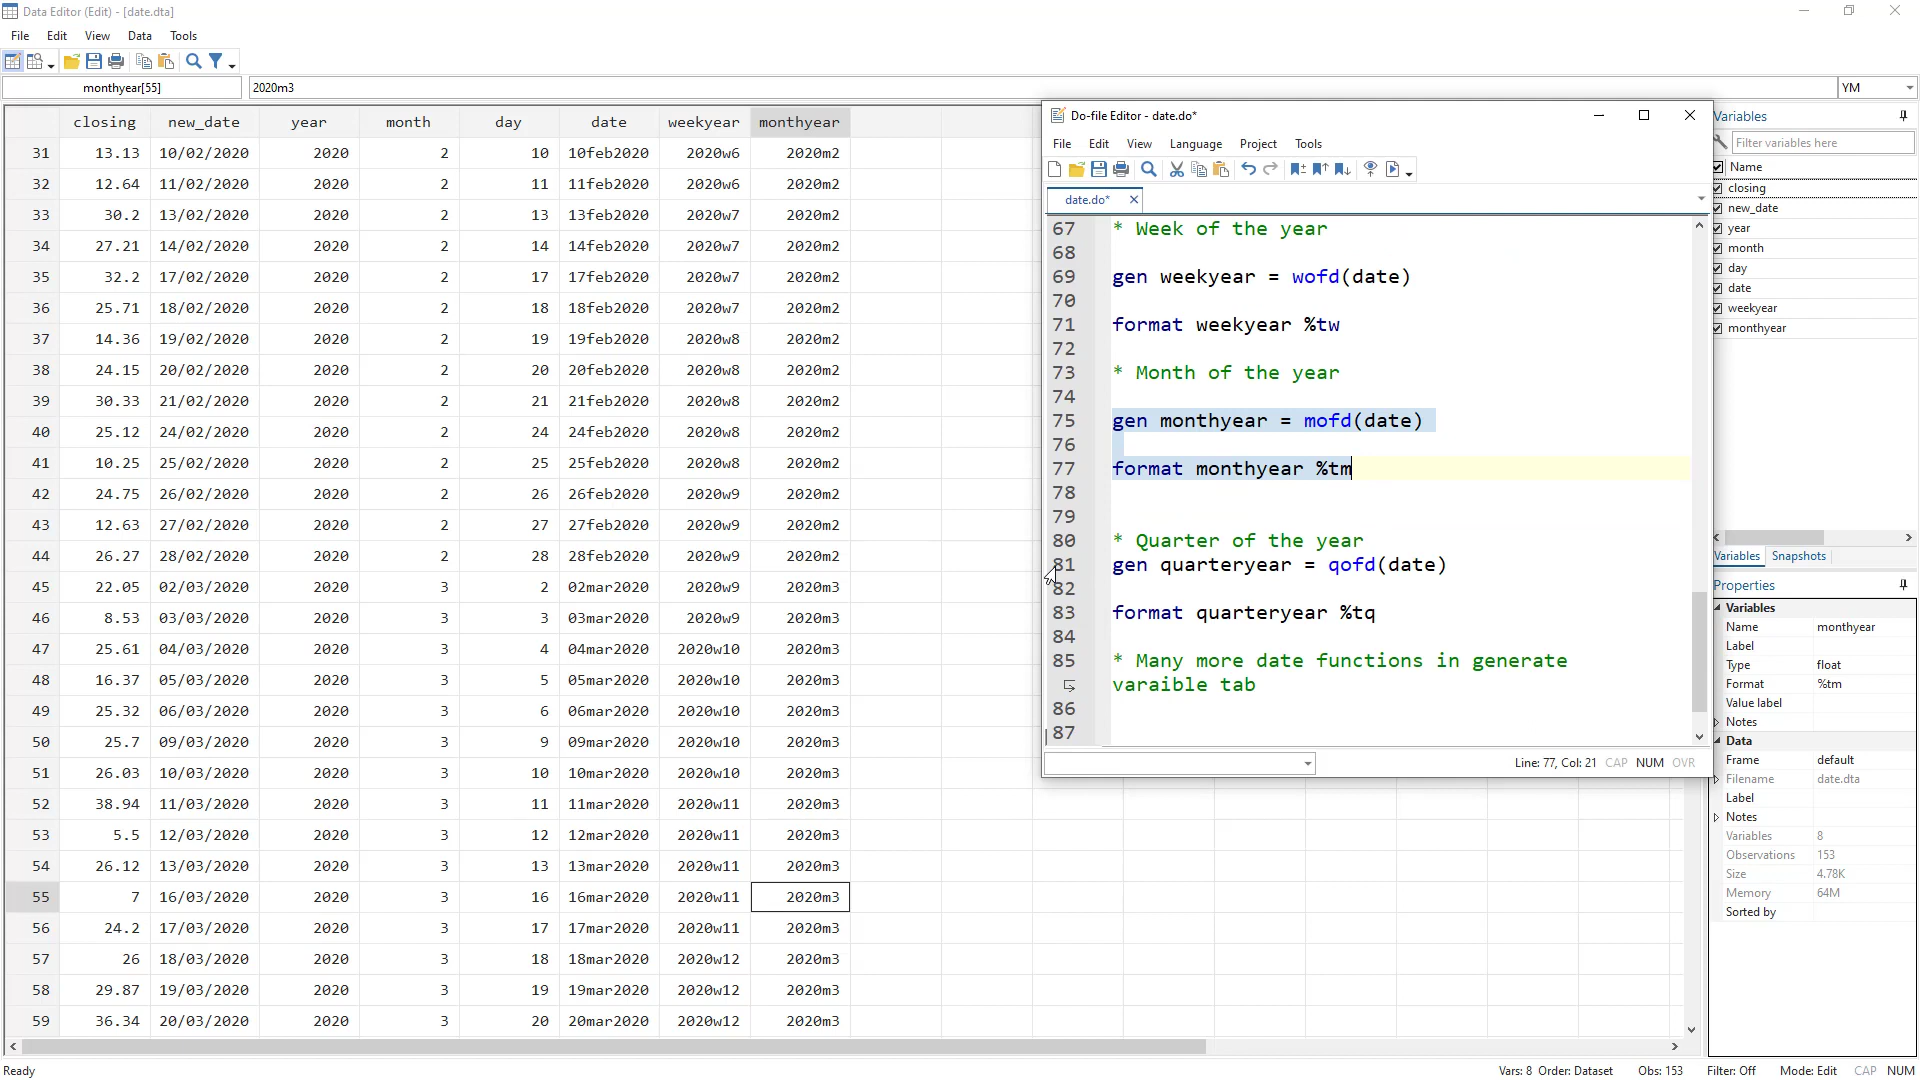 Data Editor (Edit) - [date.dta]
File Edit View Data Tools
monthyear[55] 2020m3 YM
closing new_date year month day date weekyear monthyear
31 13.13 10/02/2020 2020 2 10 10feb2020 2020w6 2020m2
32 12.64 11/02/2020 2020 2 11 11feb2020 2020w6 2020m2
33 30.2 13/02/2020 2020 2 13 13feb2020 2020w7 2020m2
34 27.21 14/02/2020 2020 2 14 14feb2020 2020w7 2020m2
35 32.2 17/02/2020 2020 2 17 17feb2020 2020w7 2020m2
36 25.71 18/02/2020 2020 2 18 18feb2020 2020w7 2020m2
37 14.36 19/02/2020 2020 2 19 19feb2020 2020w8 2020m2
38 24.15 20/02/2020 2020 2 20 20feb2020 2020w8 2020m2
39 30.33 21/02/2020 2020 2 21 21feb2020 2020w8 2020m2
40 25.12 24/02/2020 2020 2 24 24feb2020 2020w8 2020m2
41 10.25 25/02/2020 2020 2 25 25feb2020 2020w8 2020m2
42 24.75 26/02/2020 2020 2 26 26feb2020 2020w9 2020m2
43 12.63 27/02/2020 2020 2 27 27feb2020 2020w9 2020m2
44 26.27 28/02/2020 2020 2 28 28feb2020 2020w9 2020m2
45 22.05 02/03/2020 2020 3 2 02mar2020 2020w9 2020m3
46 8.53 03/03/2020 2020 3 3 03mar2020 2020w9 2020m3
47 25.61 04/03/2020 2020 3 4 04mar2020 2020w10 2020m3
48 16.37 05/03/2020 2020 3 5 05mar2020 2020w10 2020m3
49 25.32 06/03/2020 2020 3 6 06mar2020 2020w10 2020m3
50 25.7 09/03/2020 2020 3 9 09mar2020 2020w10 2020m3
51 26.03 10/03/2020 2020 3 10 10mar2020 2020w10 2020m3
52 38.94 11/03/2020 2020 3 11 11mar2020 2020w11 2020m3
53 5.5 12/03/2020 2020 3 12 12mar2020 2020w11 2020m3
54 26.12 13/03/2020 2020 3 13 13mar2020 2020w11 2020m3
55 7 16/03/2020 2020 3 16 16mar2020 2020w11 2020m3
56 24.2 17/03/2020 2020 3 17 17mar2020 2020w11 2020m3
57 26 18/03/2020 2020 3 18 18mar2020 2020w12 2020m3
58 29.87 19/03/2020 2020 3 19 19mar2020 2020w12 2020m3
59 36.34 20/03/2020 2020 3 20 20mar2020 2020w12 2020m3
Do-file Editor - date.do*
File Edit View Language Project Tools
date.do*
67 * Week of the year
68
69 gen weekyear = wofd(date)
70
71 format weekyear %tw
72
73 * Month of the year
74
75 gen monthyear = mofd(date)
76
77 format monthyear %tm
78
79
80 * Quarter of the year
81 gen quarteryear = qofd(date)
82
83 format quarteryear %tq
84
85 * Many more date functions in generate
varaible tab
86
87
Line: 77, Col: 21 CAP NUM OVR
Variables
Filter variables here
Name
closing
new_date
year
month
day
date
weekyear
monthyear
Variables Snapshots
Properties
Variables
Name monthyear
Label
Type float
Format %tm
Value label
Notes
Data
Frame default
Filename date.dta
Label
Notes
Variables 8
Observations 153
Size 4.78K
Memory 64M
Sorted by
Ready Vars: 8 Order: Dataset Obs: 153 Filter: Off Mode: Edit CAP NUM